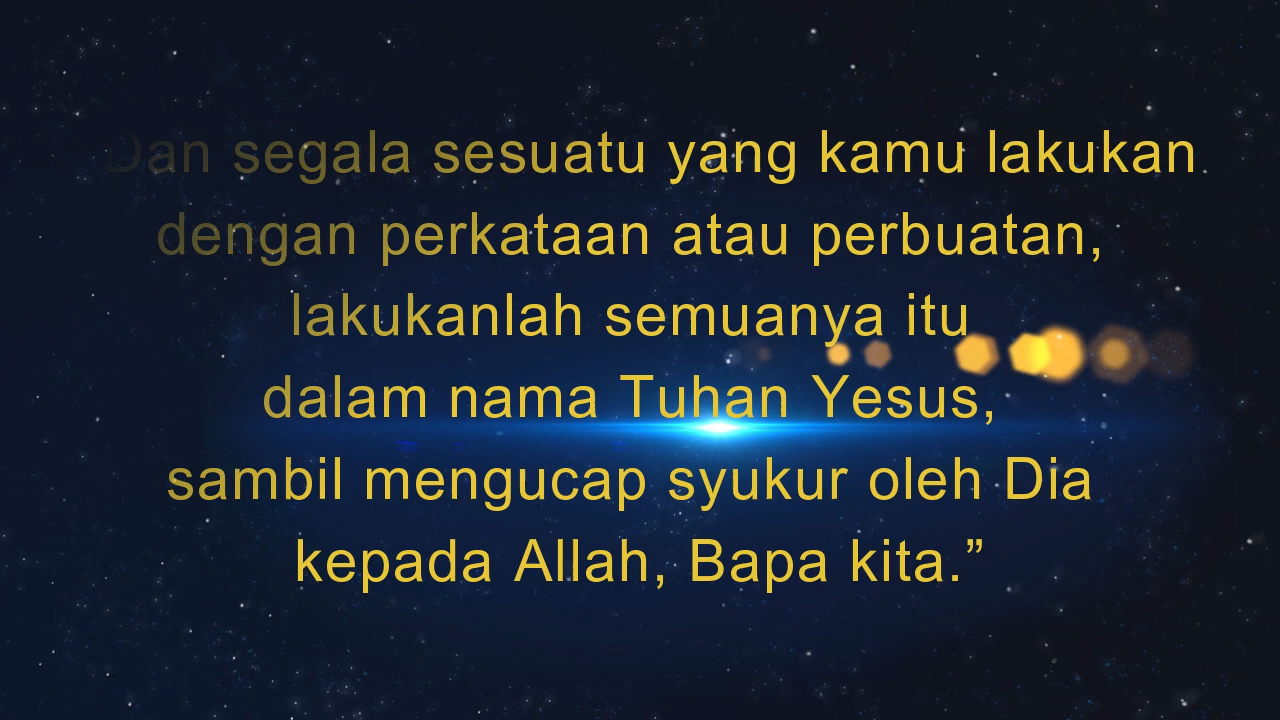 Dan segala sesuatu yang kamu lakukan
dengan perkataan atau perbuatan,
lakukanlah semuanya itu
dalam nama Tuhan Yesus,
sambil mengucap syukur oleh Dia
kepada Allah, Bapa kita.”